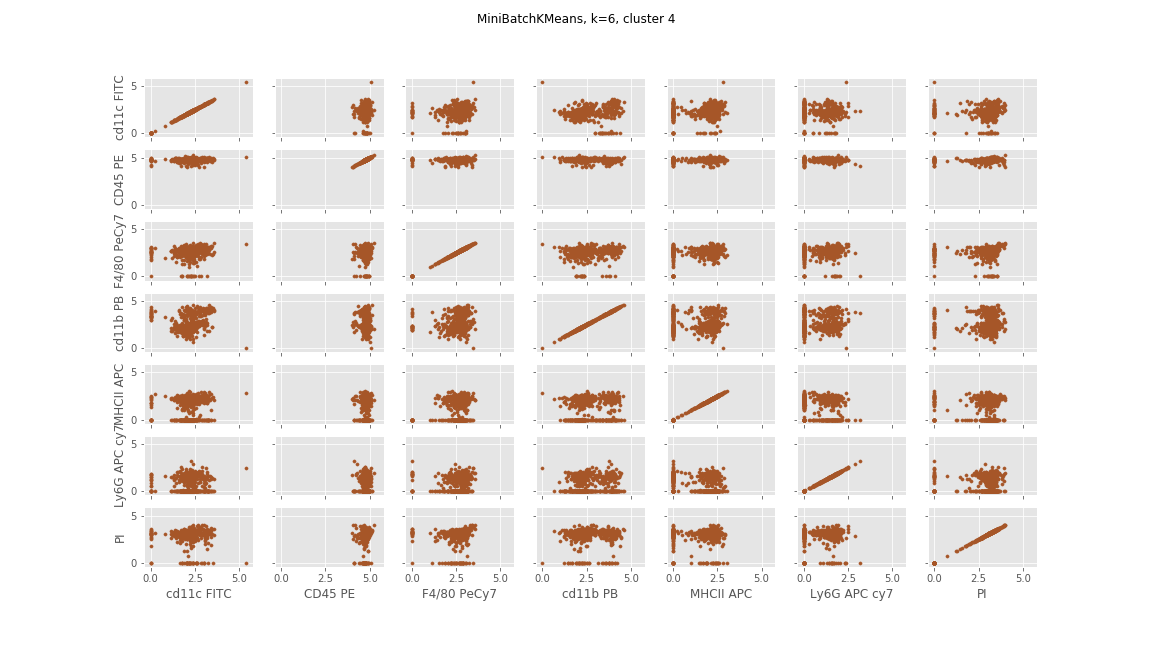 MiniBatchKMeans, k=6, cluster 4
cd11c FITC
5
0
CD45 PE
5
0
F4/80 PeCy7
5
0
cd11b PB
5
0
MHCII APC
5
0
Ly6G APC cy7
5
0
PI
5
0
0.0 2.5 5.0 0.0 2.5 5.0 0.0 2.5 5.0 0.0 2.5 5.0 0.0 2.5 5.0 0.0 2.5 5.0 0.0 2.5 5.0
cd11c FITC CD45 PE F4/80 PeCy7 cd11b PB MHCII APC Ly6G APC cy7 PI